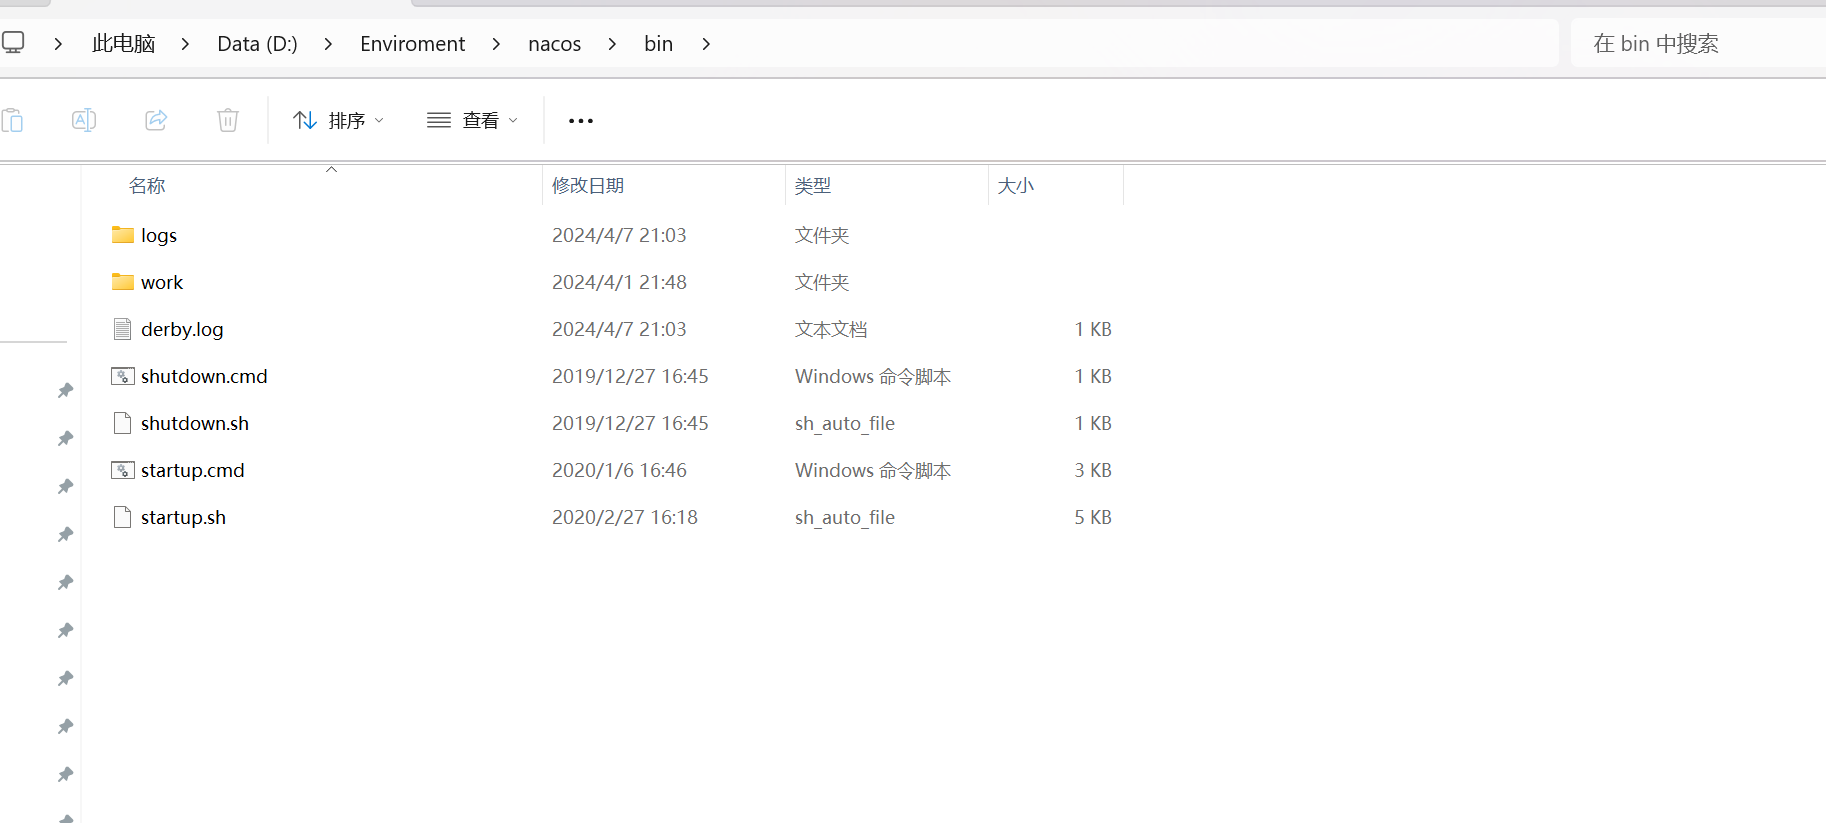 此电脑 Data (D:) Enviroment nacos bin 在 bin 中搜索
排序 查看
名称 修改日期 类型 大小
logs 2024/4/7 21:03 文件夹
work 2024/4/1 21:48 文件夹
derby.log 2024/4/7 21:03 文本文档 1 KB
shutdown.cmd 2019/12/27 16:45 Windows 命令脚本 1 KB
shutdown.sh 2019/12/27 16:45 sh_auto_file 1 KB
startup.cmd 2020/1/6 16:46 Windows 命令脚本 3 KB
startup.sh 2020/2/27 16:18 sh_auto_file 5 KB